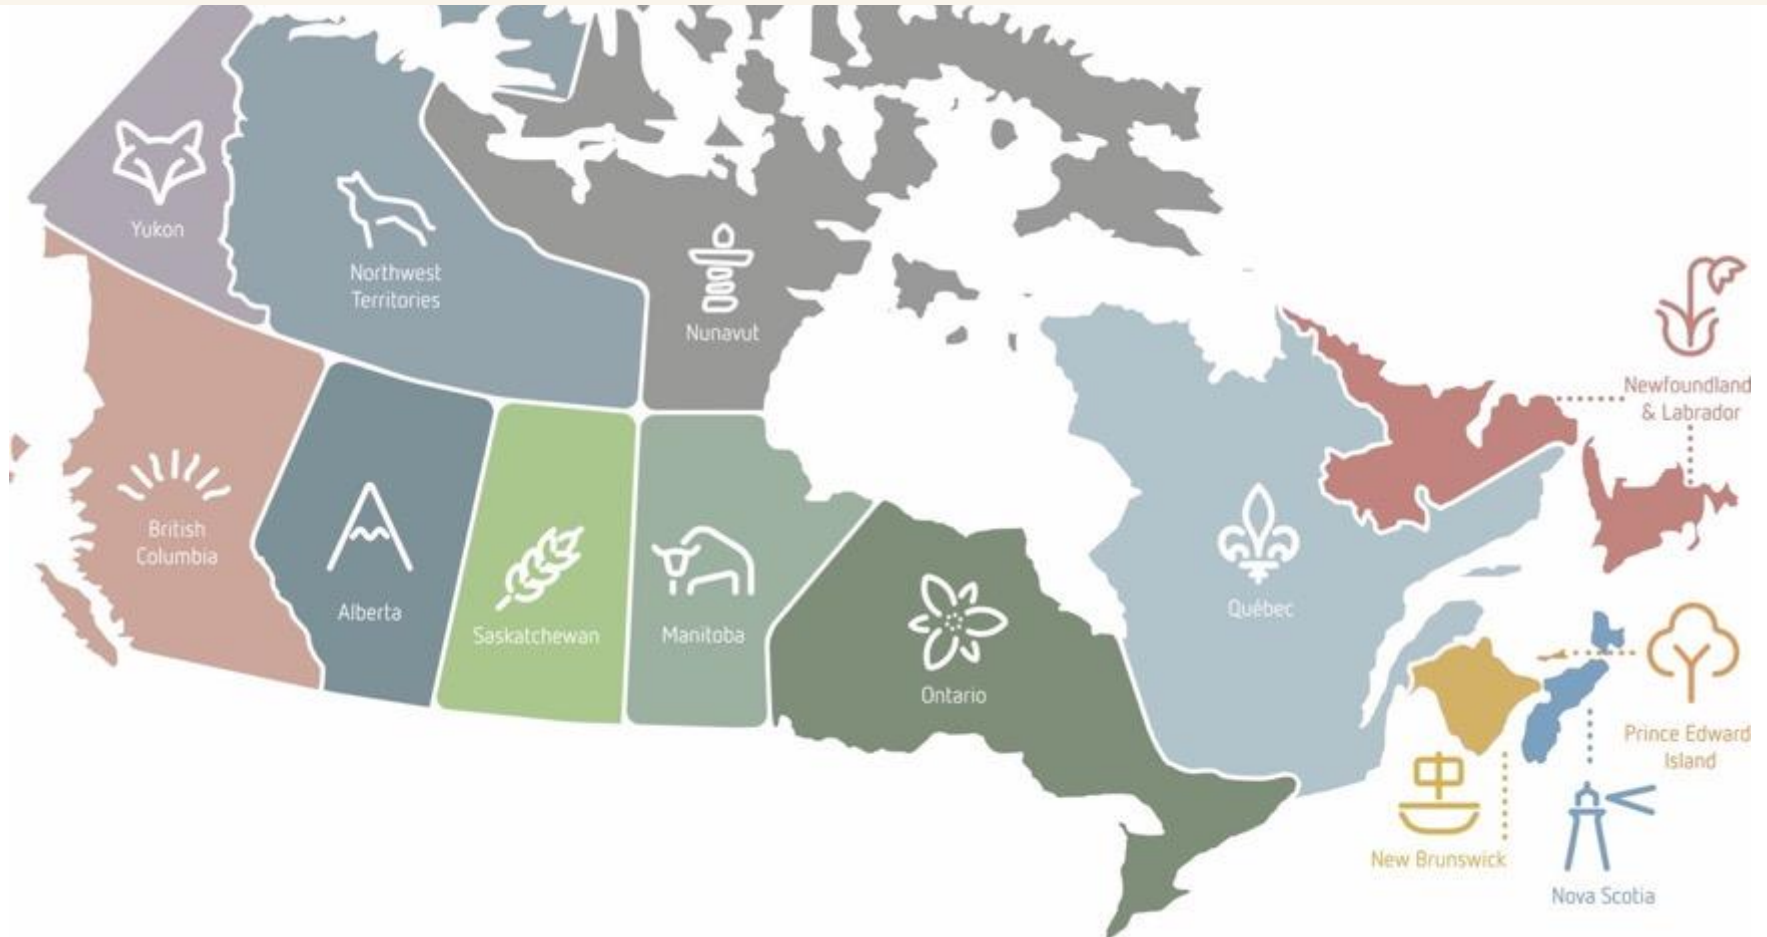 Yukon
Northwest
Territories
Nunavut
British
Columbia
Alberta
Saskatchewan
Manitoba
Ontario
Québec
Newfoundland
& Labrador
Prince Edward
Island
New Brunswick
Nova Scotia